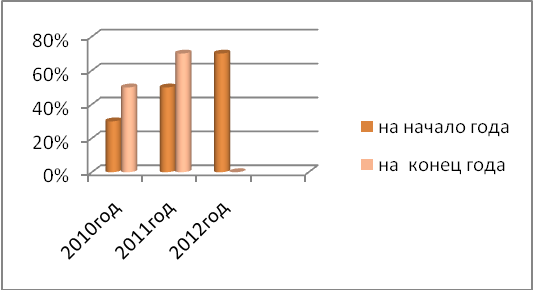 80%
60%
40%
20%
0%
2010год
2011год
2012год
на начало года
на конец года